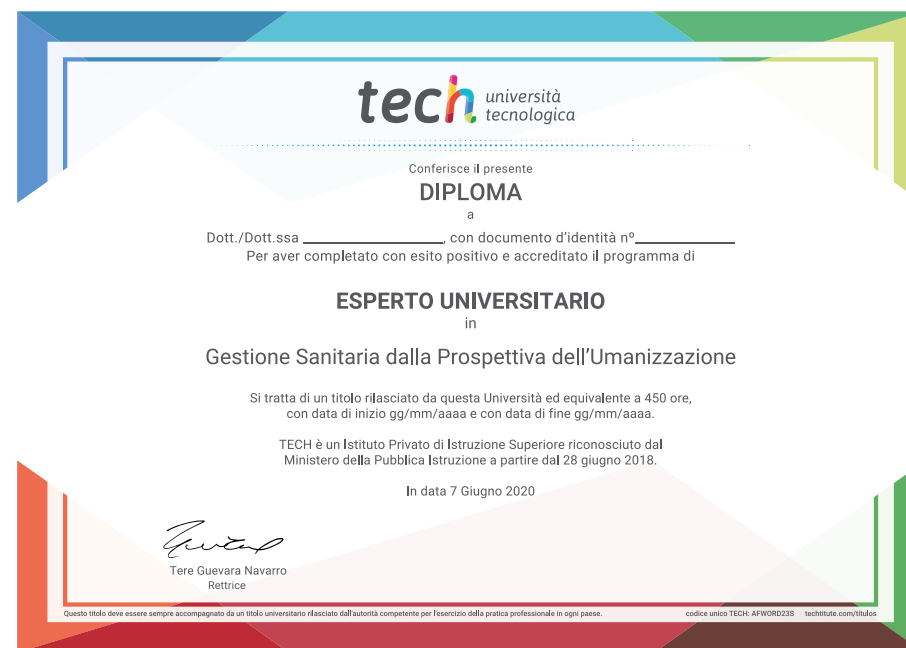 tech università
tecnologica
Conferisce il presente
DIPLOMA
a
Dott./Dott.ssa ____________________, con documento d'identità nº______________
Per aver completato con esito positivo e accreditato il programma di
ESPERTO UNIVERSITARIO
in
Gestione Sanitaria dalla Prospettiva dell'Umanizzazione
Si tratta di un titolo rilasciato da questa Università ed equivalente a 450 ore,
con data di inizio gg/mm/aaaa e con data di fine gg/mm/aaaa.
TECH è un Istituto Privato di Istruzione Superiore riconosciuto dal
Ministero della Pubblica Istruzione a partire dal 28 giugno 2018.
In data 7 Giugno 2020
Tere Guevara Navarro
Rettrice
Questo titolo deve essere sempre accompagnato da un titolo universitario rilasciato dall'autorità competente per l'esercizio della pratica professionale in ogni paese. codice unico TECH: AFWORD23S techtitute.com/titulos